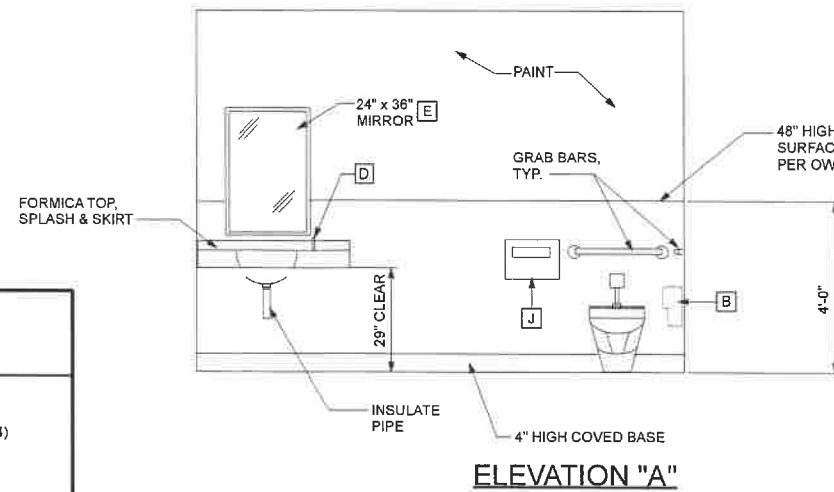 PAINT
24" x 36"
MIRROR E
48" HIGH
SURFAC
PER OW
GRAB BARS,
TYP.
D
FORMICA TOP,
SPLASH & SKIRT
29" CLEAR
J
B
4'-0"
INSULATE
PIPE
4" HIGH COVED BASE
ELEVATION "A"